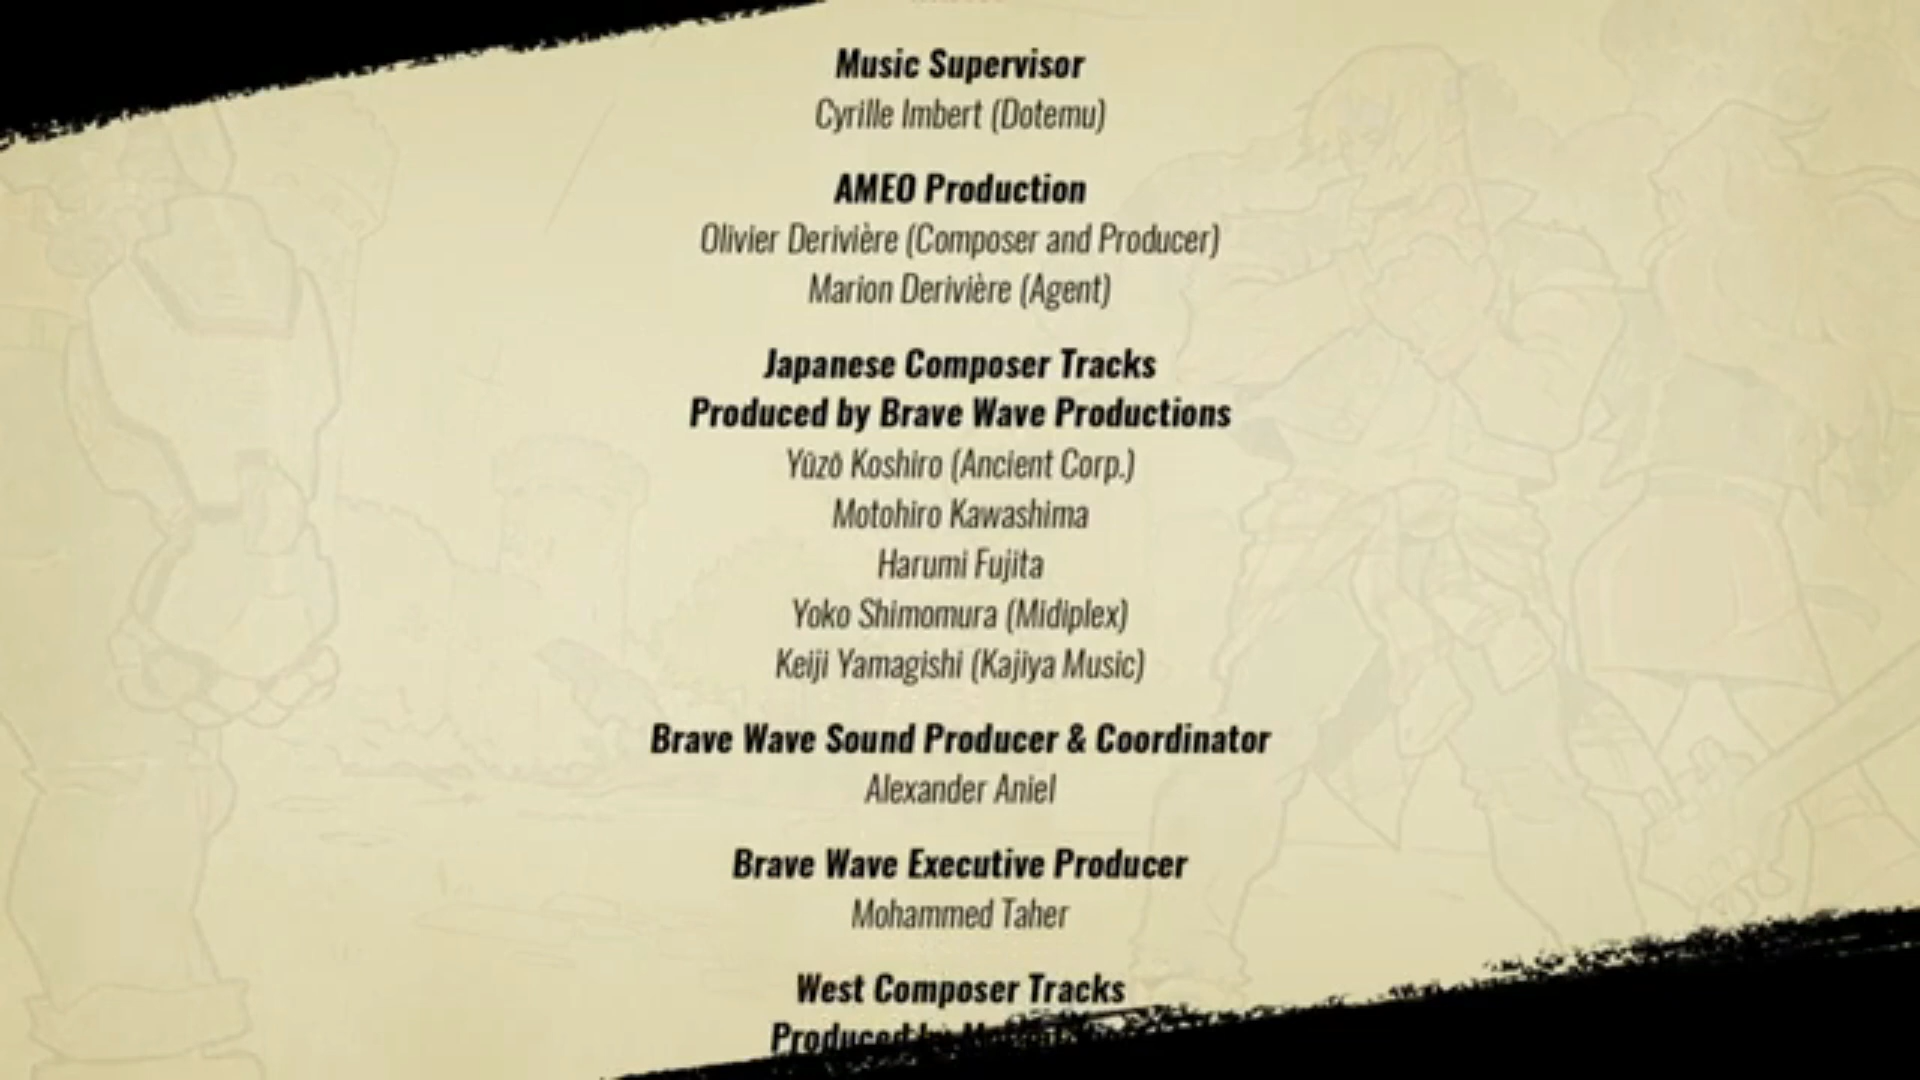 Music Supervisor
Cyrille Imbert (Dotemu)
AMEO Production
Olivier Derivière (Composer and Producer)
Marion Derivière (Agent)
Japanese Composer Tracks
Produced by Brave Wave Productions
Yūzō Koshiro (Ancient Corp.)
Motohiro Kawashima
Harumi Fujita
Yoko Shimomura (Midiplex)
Keiji Yamagishi (Kajiya Music)
Brave Wave Sound Producer & Coordinator
Alexander Aniel
Brave Wave Executive Producer
Mohammed Taher
West Composer Tracks
Produced by